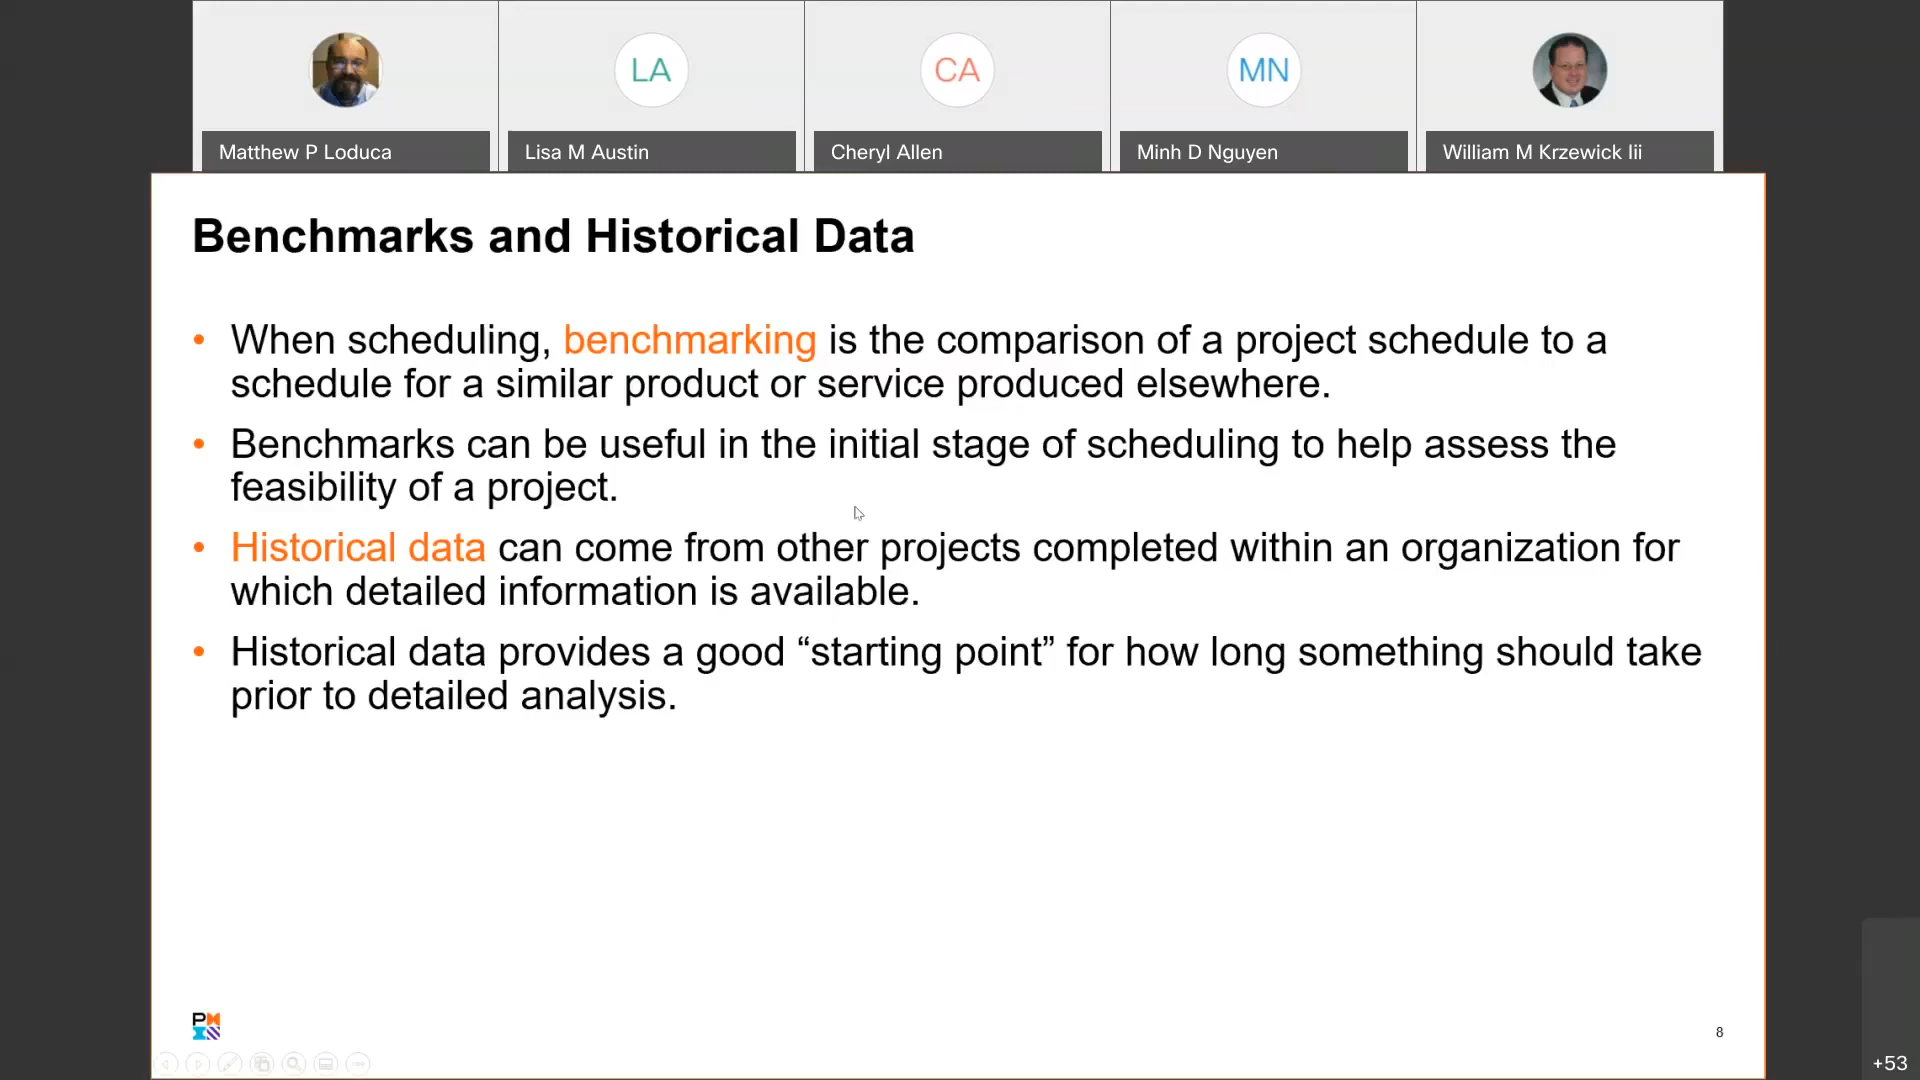 LA
CA
MN
Matthew P Loduca
Lisa M Austin
Cheryl Allen
Minh D Nguyen
William M Krzewick Iii
Benchmarks and Historical Data
• When scheduling, benchmarking is the comparison of a project schedule to a
schedule for a similar product or service produced elsewhere.
• Benchmarks can be useful in the initial stage of scheduling to help assess the
feasibility of a project.
• Historical data can come from other projects completed within an organization for
which detailed information is available.
• Historical data provides a good “starting point” for how long something should take
prior to detailed analysis.
8
+53